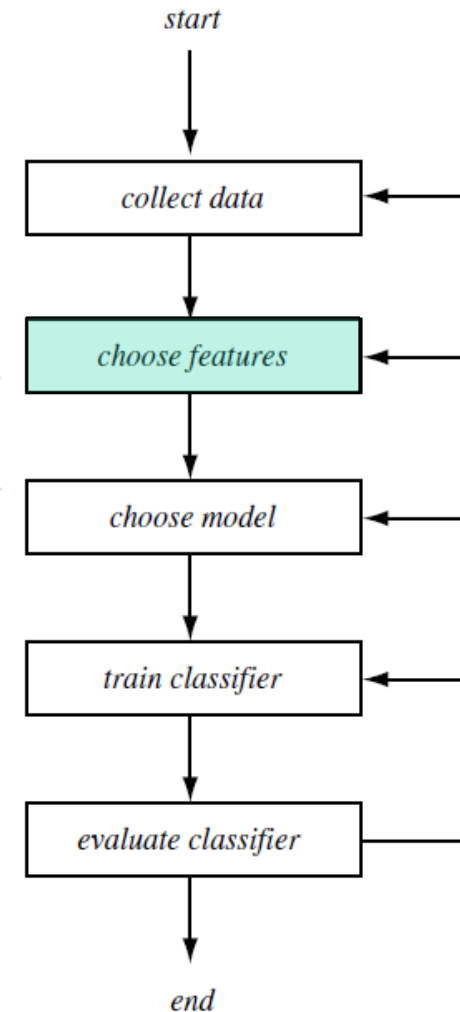 start
collect data
choose features
choose model
train classifier
evaluate classifier
end